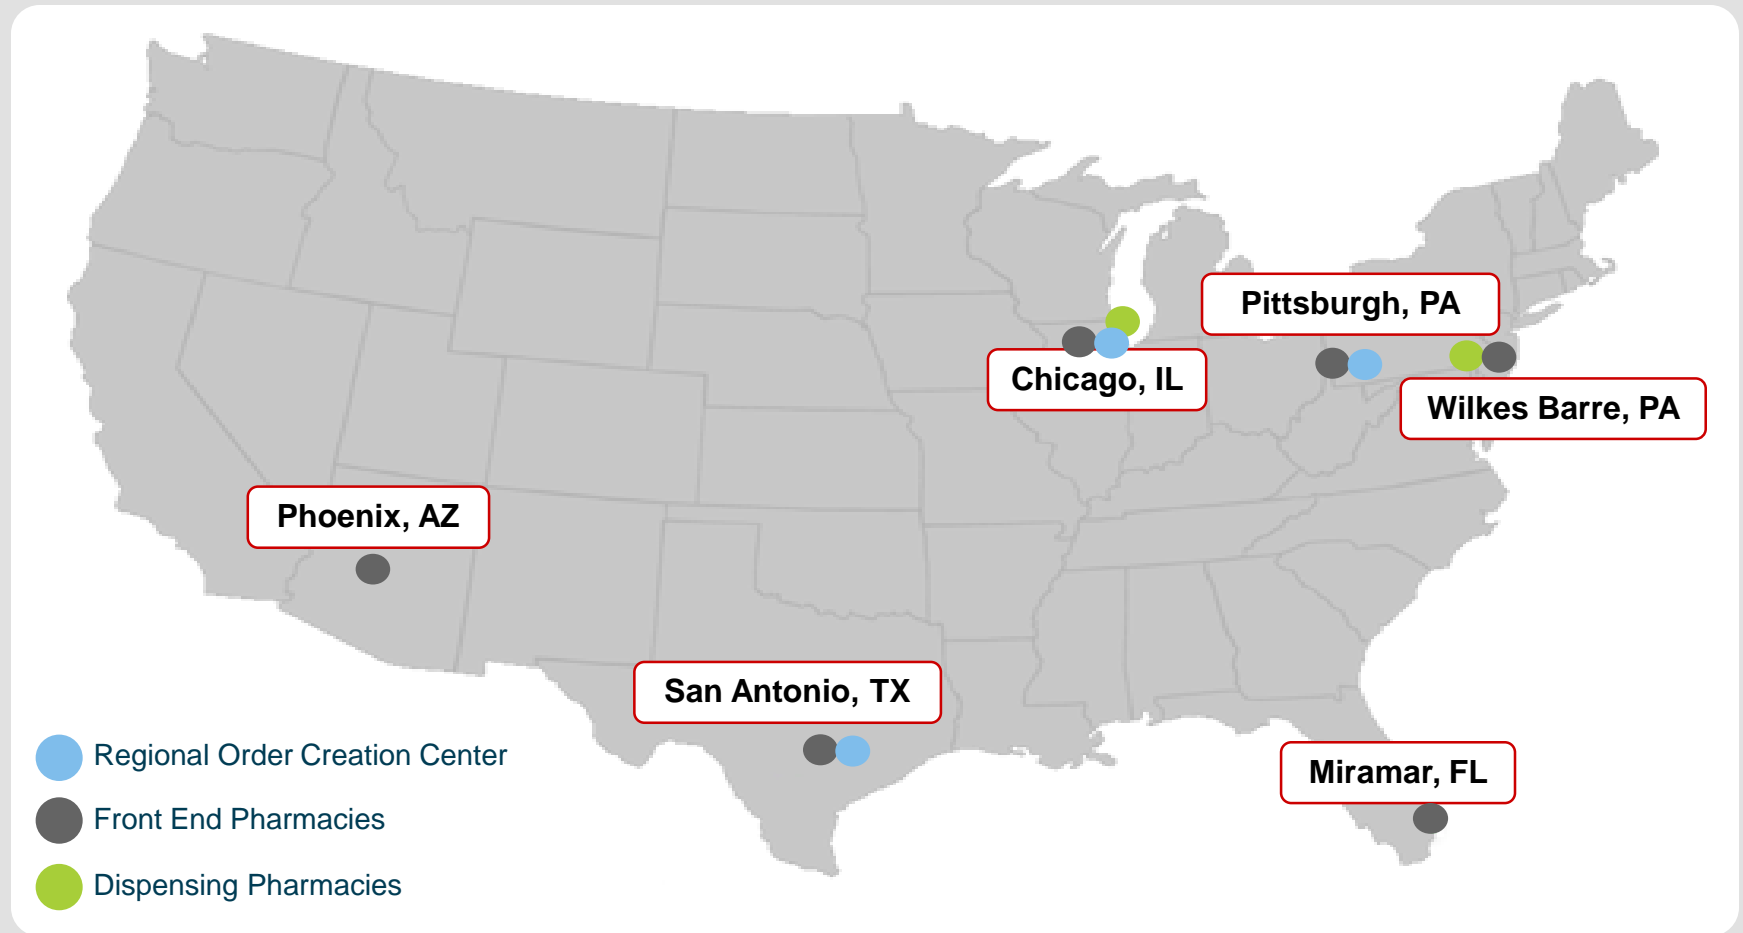 Pittsburgh, PA
Chicago, IL
Wilkes Barre, PA
Phoenix, AZ
San Antonio, TX
Miramar, FL
Regional Order Creation Center
Front End Pharmacies
Dispensing Pharmacies